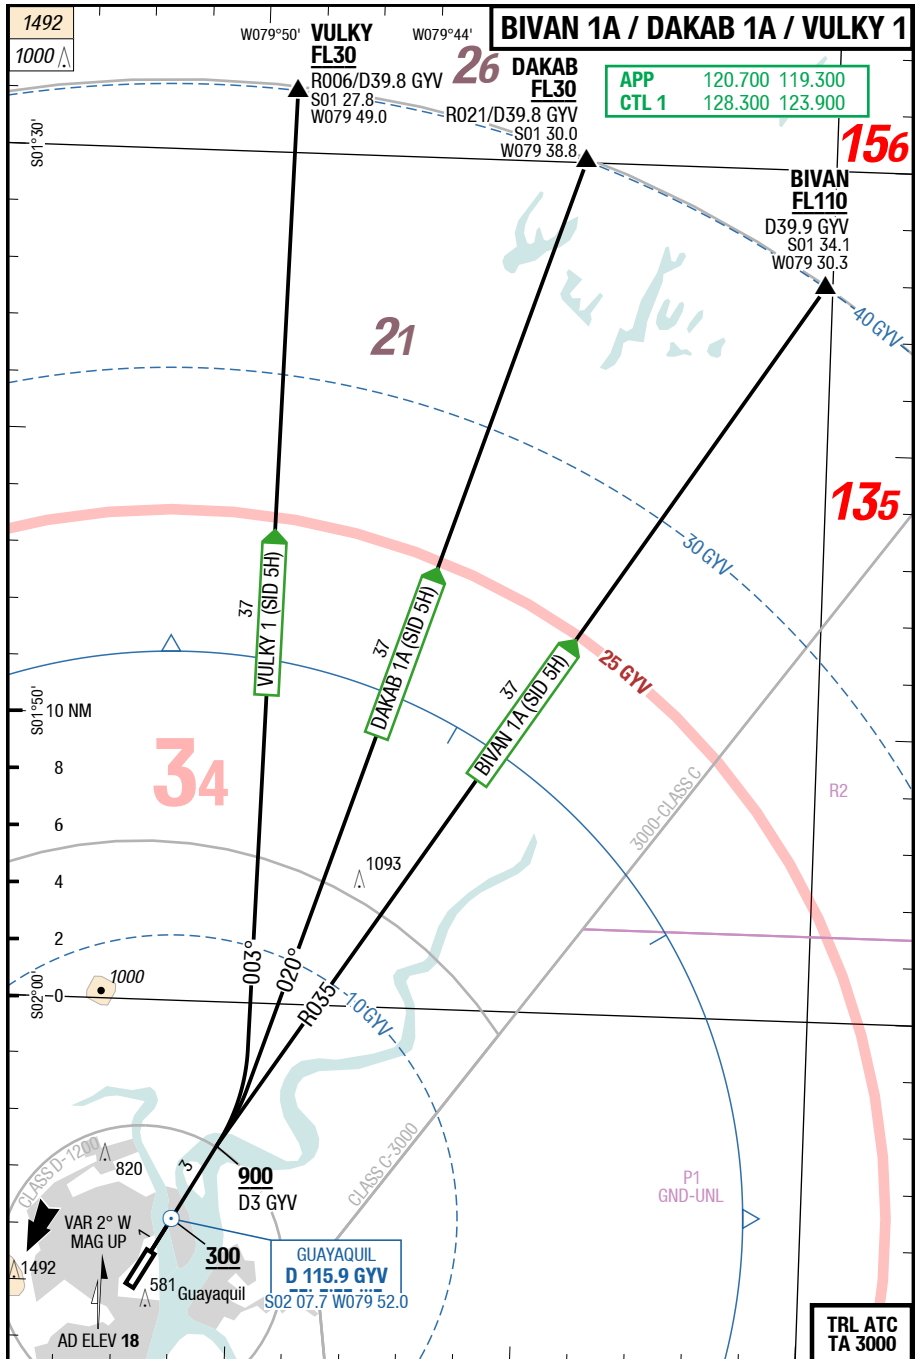 1492
1000
W079°50'
W079°44'
BIVAN 1A / DAKAB 1A / VULKY 1
VULKY
FL30
R006/D39.8 GYV
S01 27.8
W079 49.0
26
DAKAB
FL30
R021/D39.8 GYV
S01 30.0
W079 38.8
APP 120.700 119.300
CTL 1 128.300 123.900
S01°30'
156
BIVAN
FL110
D39.9 GYV
S01 34.1
W079 30.3
40 GYV
21
135
30 GYV
37
VULKY 1 (SID 5H)
37
DAKAB 1A (SID 5H)
37
BIVAN 1A (SID 5H)
25 GYV
S01°50'
10 NM
8
6
4
2
0
34
R2
3000-CLASS C
1093
003°
020°
R035
10 GYV
1000
S02°00'
CLASS D-1200
820
3
900
D3 GYV
CLASS C-3000
P1
GND-UNL
VAR 2° W
MAG UP
1
300
1492
581
Guayaquil
GUAYAQUIL
D 115.9 GYV
S02 07.7 W079 52.0
AD ELEV 18
TRL ATC
TA 3000